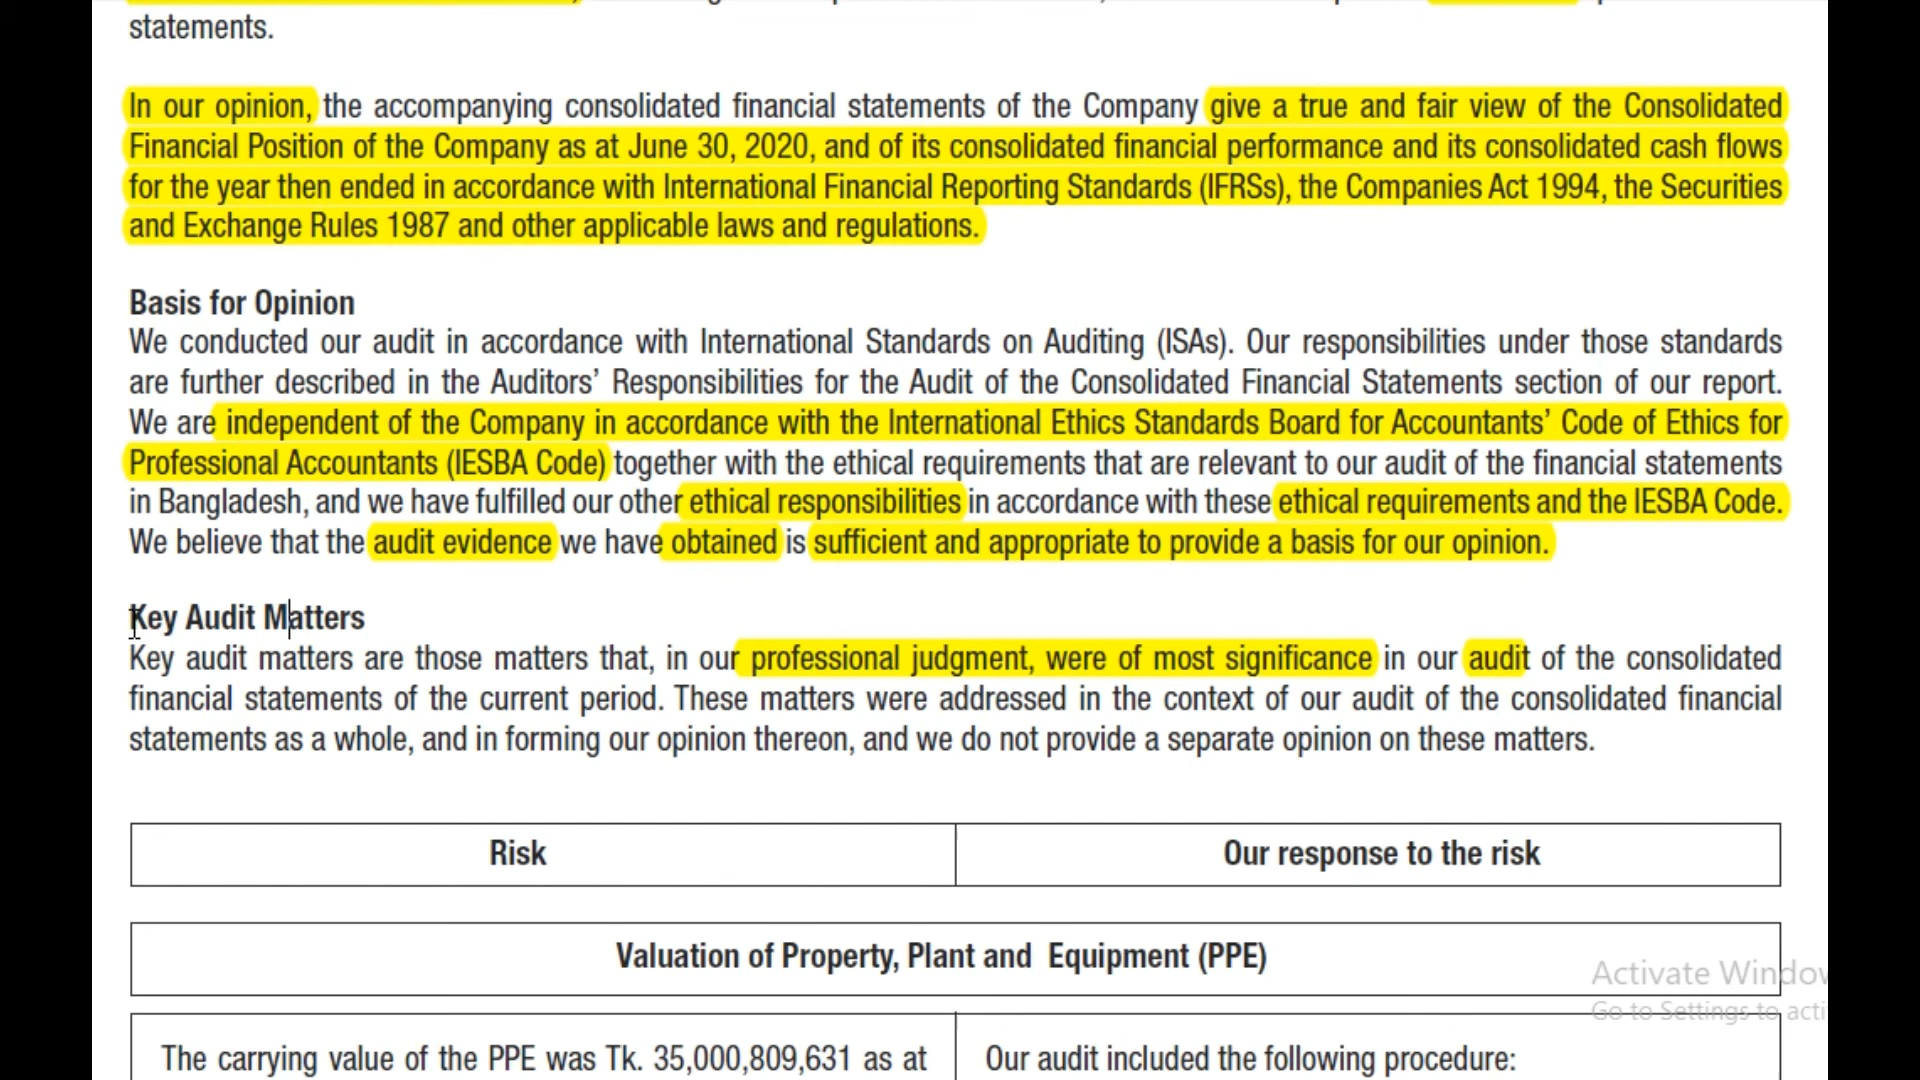 statements.
In our opinion, the accompanying consolidated financial statements of the Company give a true and fair view of the Consolidated
Financial Position of the Company as at June 30, 2020, and of its consolidated financial performance and its consolidated cash flows
for the year then ended in accordance with International Financial Reporting Standards (IFRSs), the Companies Act 1994, the Securities
and Exchange Rules 1987 and other applicable laws and regulations.
Basis for Opinion
We conducted our audit in accordance with International Standards on Auditing (ISAs). Our responsibilities under those standards
are further described in the Auditors' Responsibilities for the Audit of the Consolidated Financial Statements section of our report.
We are independent of the Company in accordance with the International Ethics Standards Board for Accountants' Code of Ethics for
Professional Accountants (IESBA Code) together with the ethical requirements that are relevant to our audit of the financial statements
in Bangladesh, and we have fulfilled our other ethical responsibilities in accordance with these ethical requirements and the IESBA Code.
We believe that the audit evidence we have obtained is sufficient and appropriate to provide a basis for our opinion.
Key Audit Matters
Key audit matters are those matters that, in our professional judgment, were of most significance in our audit of the consolidated
financial statements of the current period. These matters were addressed in the context of our audit of the consolidated financial
statements as a whole, and in forming our opinion thereon, and we do not provide a separate opinion on these matters.
Risk
Our response to the risk
Valuation of Property, Plant and Equipment (PPE)
The carrying value of the PPE was Tk. 35,000,809,631 as at
Our audit included the following procedure:
Activate Window
Go to Settings to acti